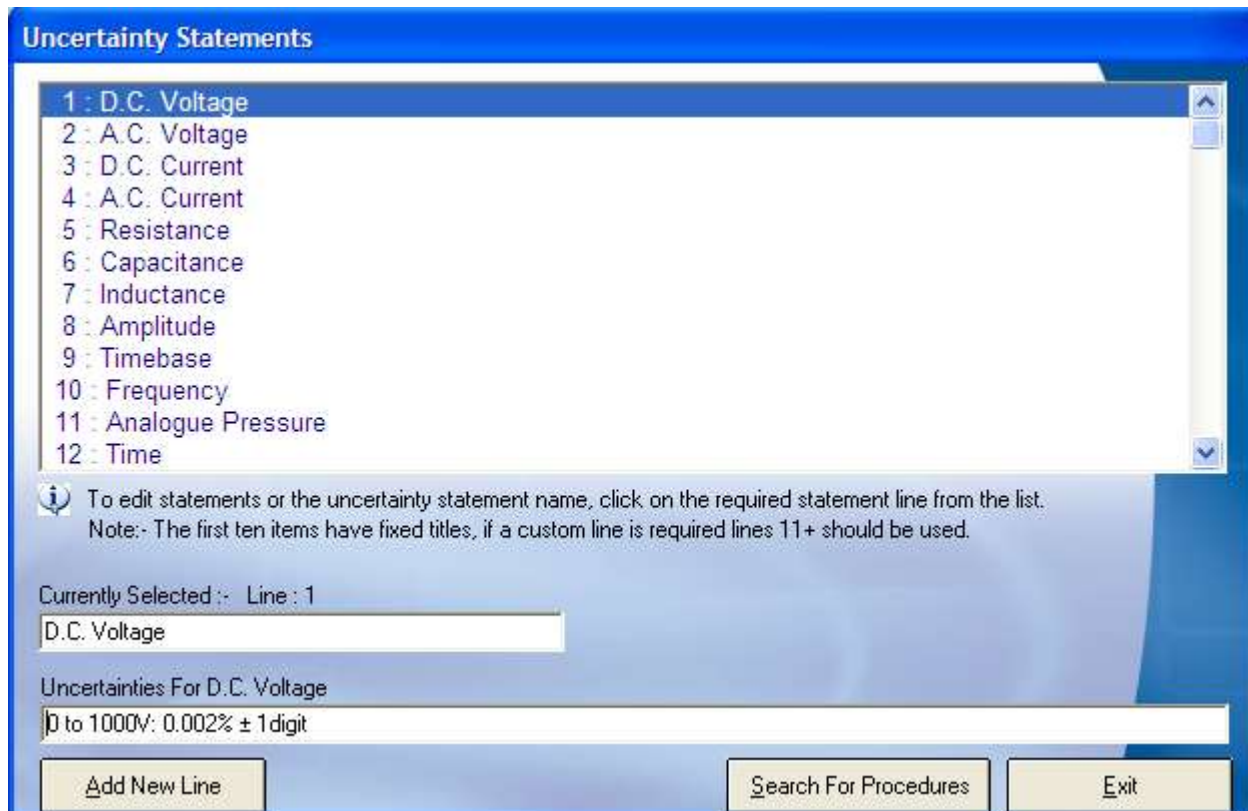 Uncertainty Statements
1 : D.C. Voltage
2 : A.C. Voltage
3 : D.C. Current
4 : A.C. Current
5 : Resistance
6 : Capacitance
7 : Inductance
8 : Amplitude
9 : Timebase
10 : Frequency
11 : Analogue Pressure
12 : Time
To edit statements or the uncertainty statement name, click on the required statement line from the list.
Note:- The first ten items have fixed titles, if a custom line is required lines 11+ should be used.
Currently Selected :- Line : 1
D.C. Voltage
Uncertainties For D.C. Voltage
0 to 1000V: 0.002% ± 1digit
Add New Line
Search For Procedures
Exit